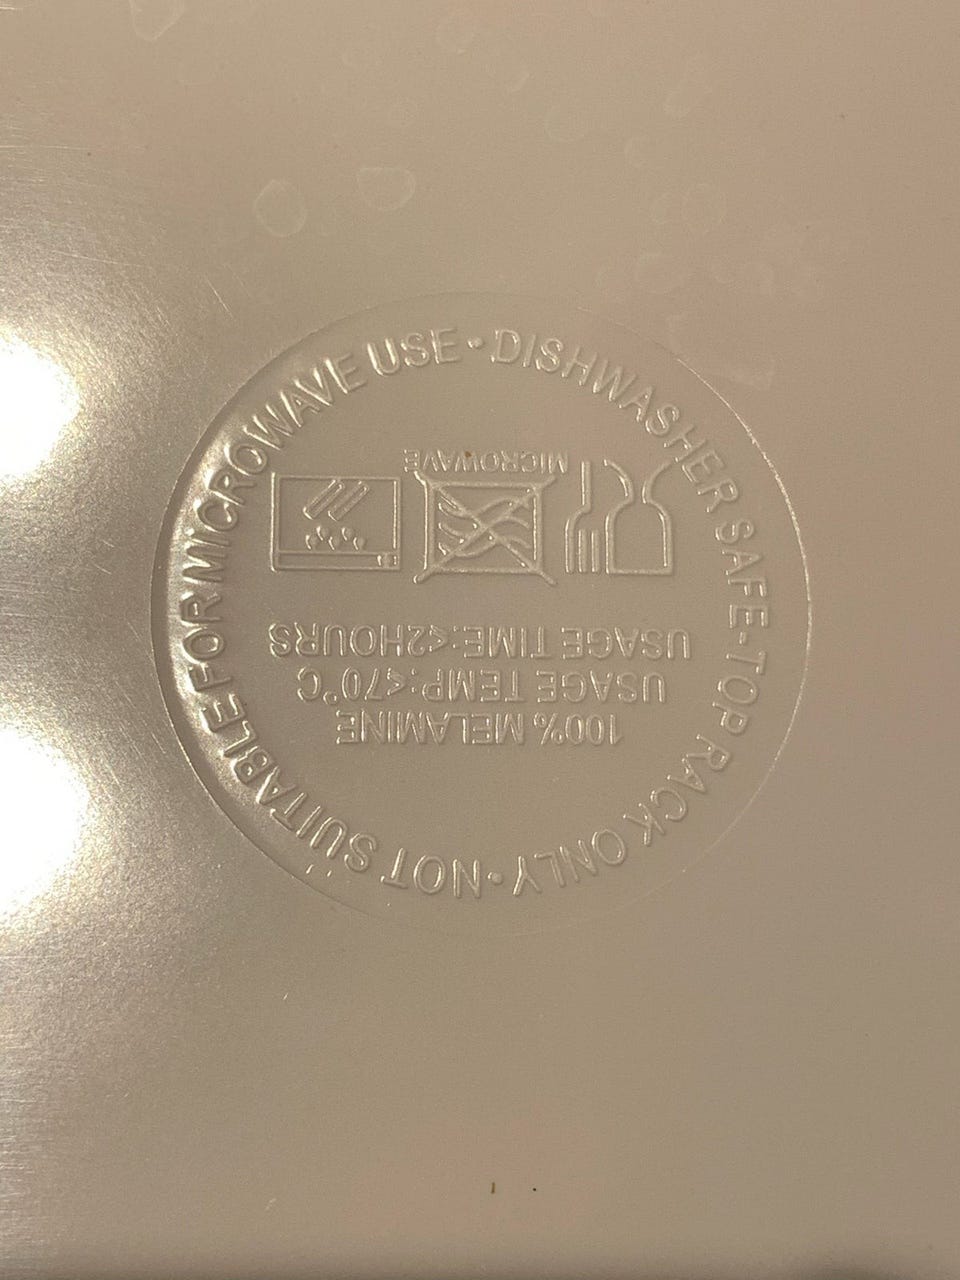 DISHWASHER SAFE-TOP RACK ONLY • NOT SUITABLE FOR MICROWAVE USE •
100% MELAMINE
USAGE TEMP:≤70°C
USAGE TIME:≤2HOURS
MICROWAVE